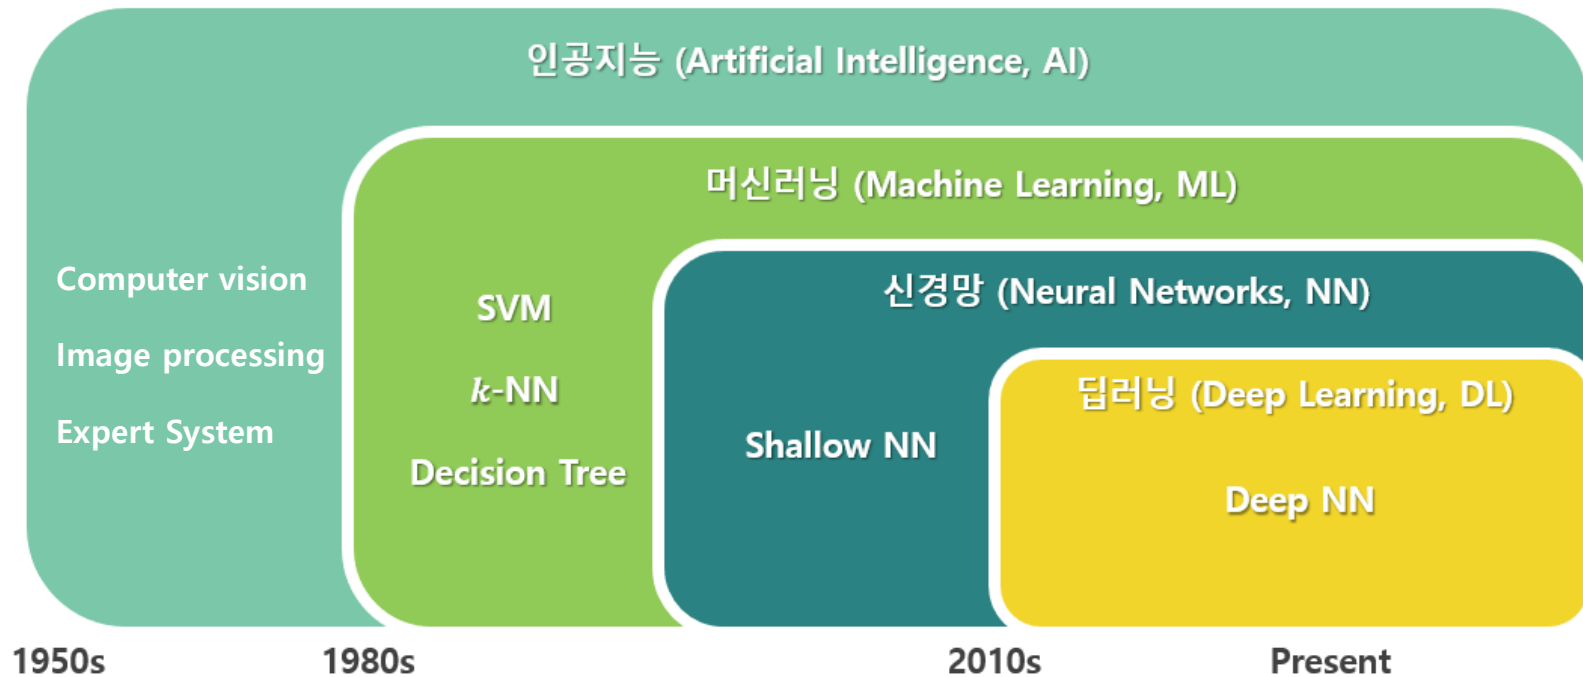 인공지능 (Artificial Intelligence, AI)
머신러닝 (Machine Learning, ML)
신경망 (Neural Networks, NN)
딥러닝 (Deep Learning, DL)
Computer vision
Image processing
Expert System
SVM
k-NN
Decision Tree
Shallow NN
Deep NN
1950s
1980s
2010s
Present